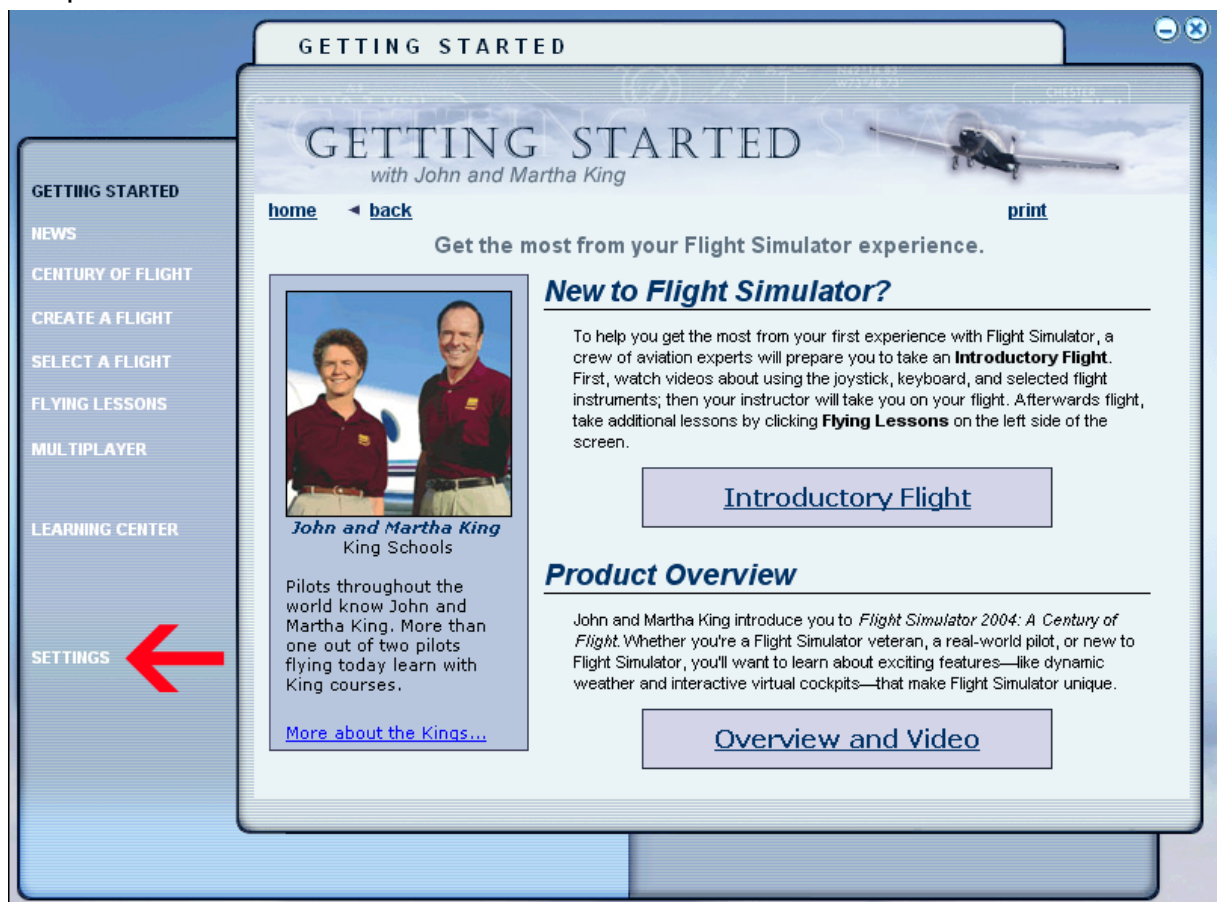 GETTING STARTED
GETTING STARTED
with John and Martha King
GETTING STARTED
NEWS
CENTURY OF FLIGHT
CREATE A FLIGHT
SELECT A FLIGHT
FLYING LESSONS
MULTIPLAYER
LEARNING CENTER
SETTINGS
home ◄ back print
Get the most from your Flight Simulator experience.
John and Martha King
King Schools
Pilots throughout the
world know John and
Martha King. More than
one out of two pilots
flying today learn with
King courses.
More about the Kings...
New to Flight Simulator?
To help you get the most from your first experience with Flight Simulator, a
crew of aviation experts will prepare you to take an Introductory Flight.
First, watch videos about using the joystick, keyboard, and selected flight
instruments; then your instructor will take you on your flight. Afterwards flight,
take additional lessons by clicking Flying Lessons on the left side of the
screen.
Introductory Flight
Product Overview
John and Martha King introduce you to Flight Simulator 2004: A Century of
Flight. Whether you're a Flight Simulator veteran, a real-world pilot, or new to
Flight Simulator, you'll want to learn about exciting features—like dynamic
weather and interactive virtual cockpits—that make Flight Simulator unique.
Overview and Video